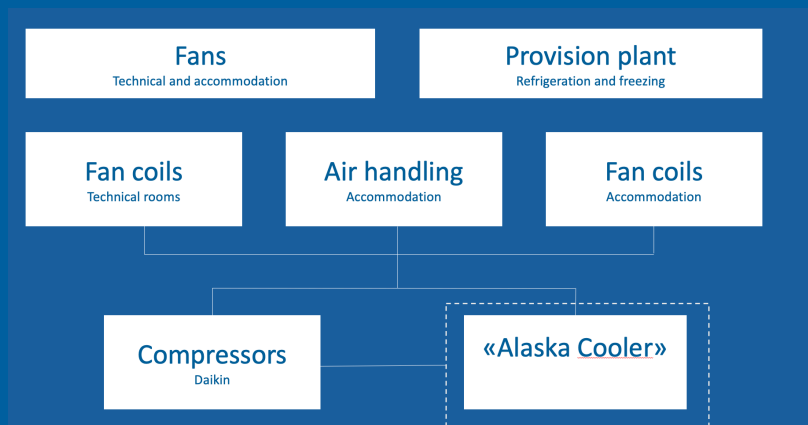 Fans
Technical and accommodation
Provision plant
Refrigeration and freezing
Fan coils
Technical rooms
Air handling
Accommodation
Fan coils
Accommodation
Compressors
Daikin
«Alaska Cooler»